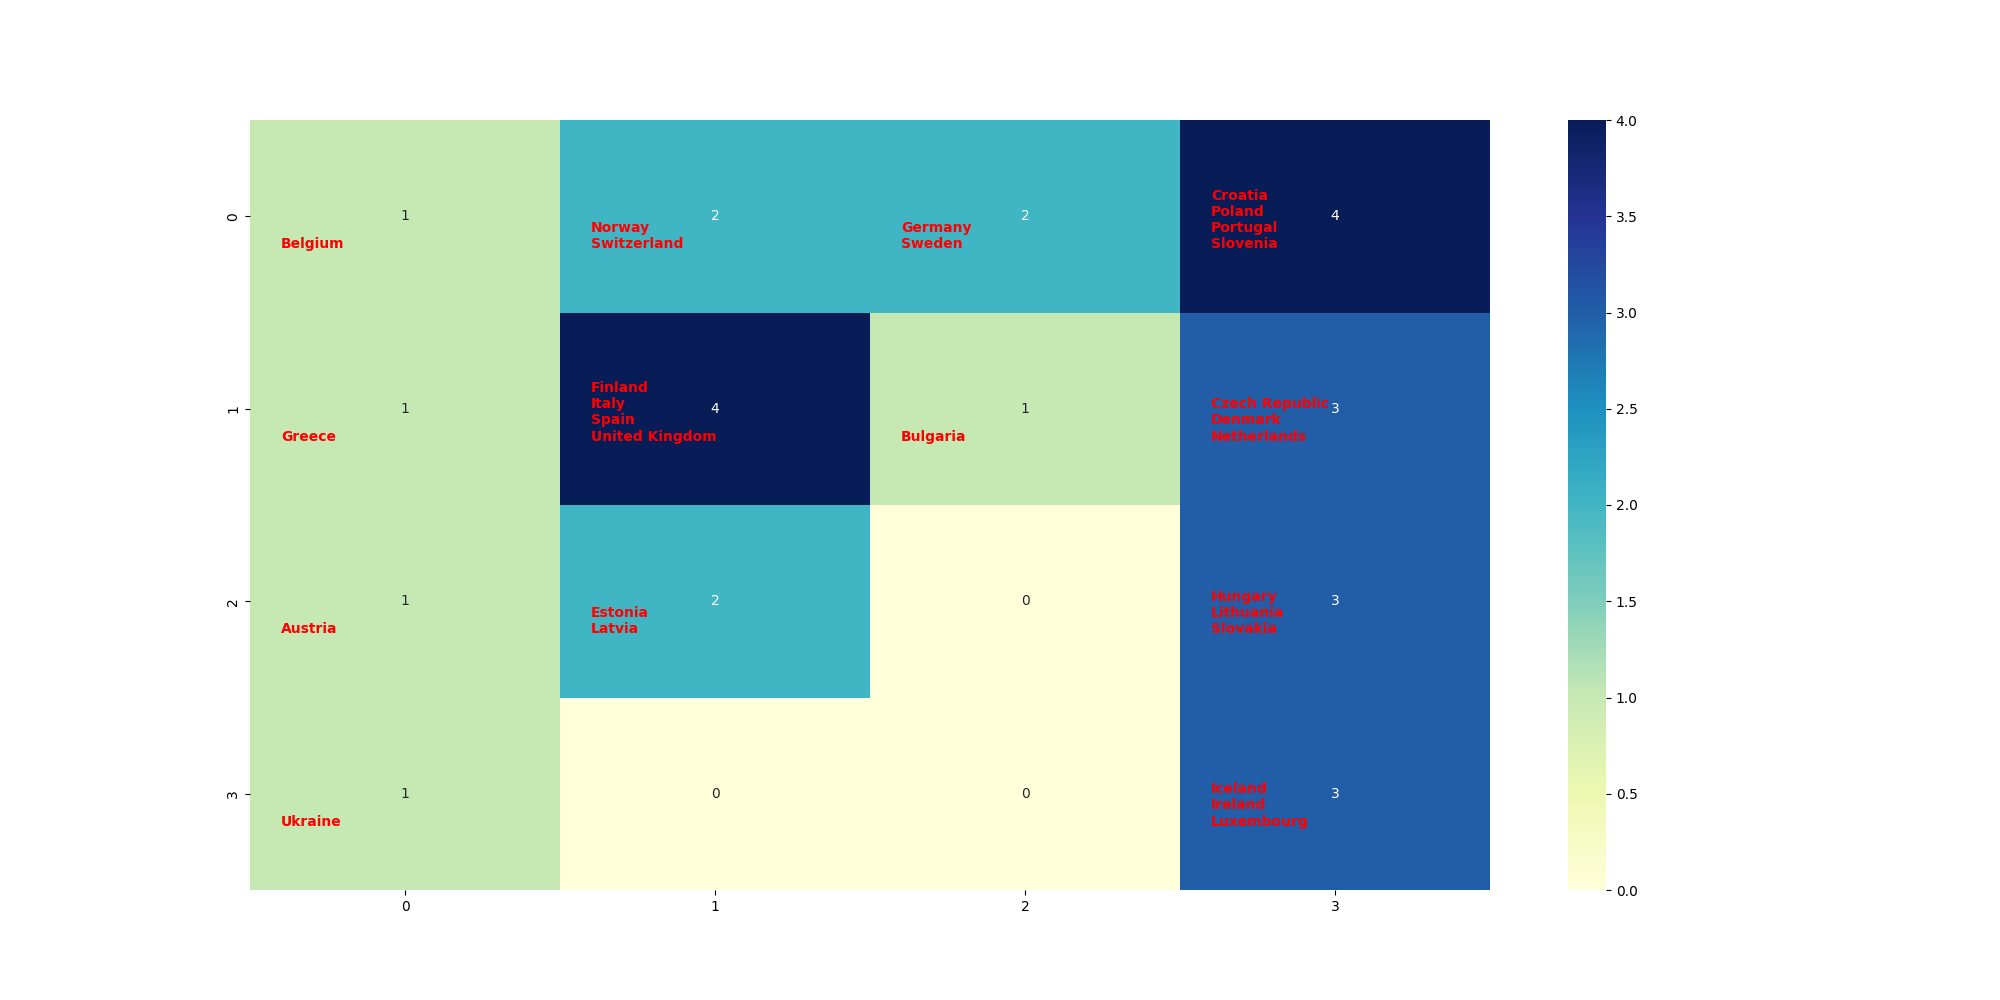 0
1
Belgium
2
Norway
Switzerland
2
Germany
Sweden
4
Croatia
Poland
Portugal
Slovenia
1
1
Greece
4
Finland
Italy
Spain
United Kingdom
1
Bulgaria
3
Czech Republic
Denmark
Netherlands
2
1
Austria
2
Estonia
Latvia
0
3
Hungary
Lithuania
Slovakia
3
1
Ukraine
0
0
3
Iceland
Ireland
Luxembourg
0
1
2
3
4.0
3.5
3.0
2.5
2.0
1.5
1.0
0.5
0.0